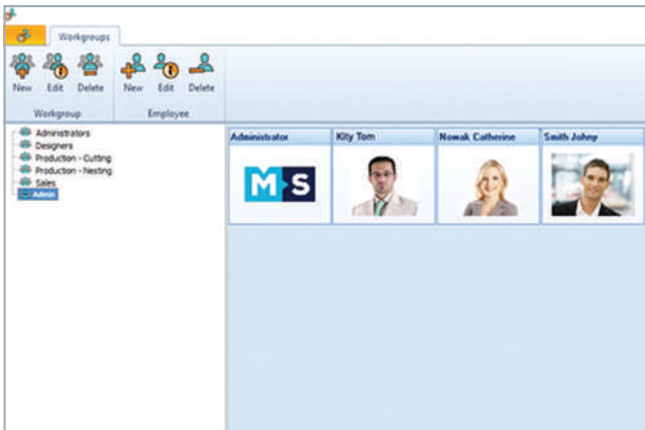 Workgroups
New Edit Delete New Edit Delete
Workgroup Employee
Administrators
Designers
Production - Cutting
Production - Nesting
Sales
Admin
Administrator Kity Tom Nowak Catherine Smith Johny
MS